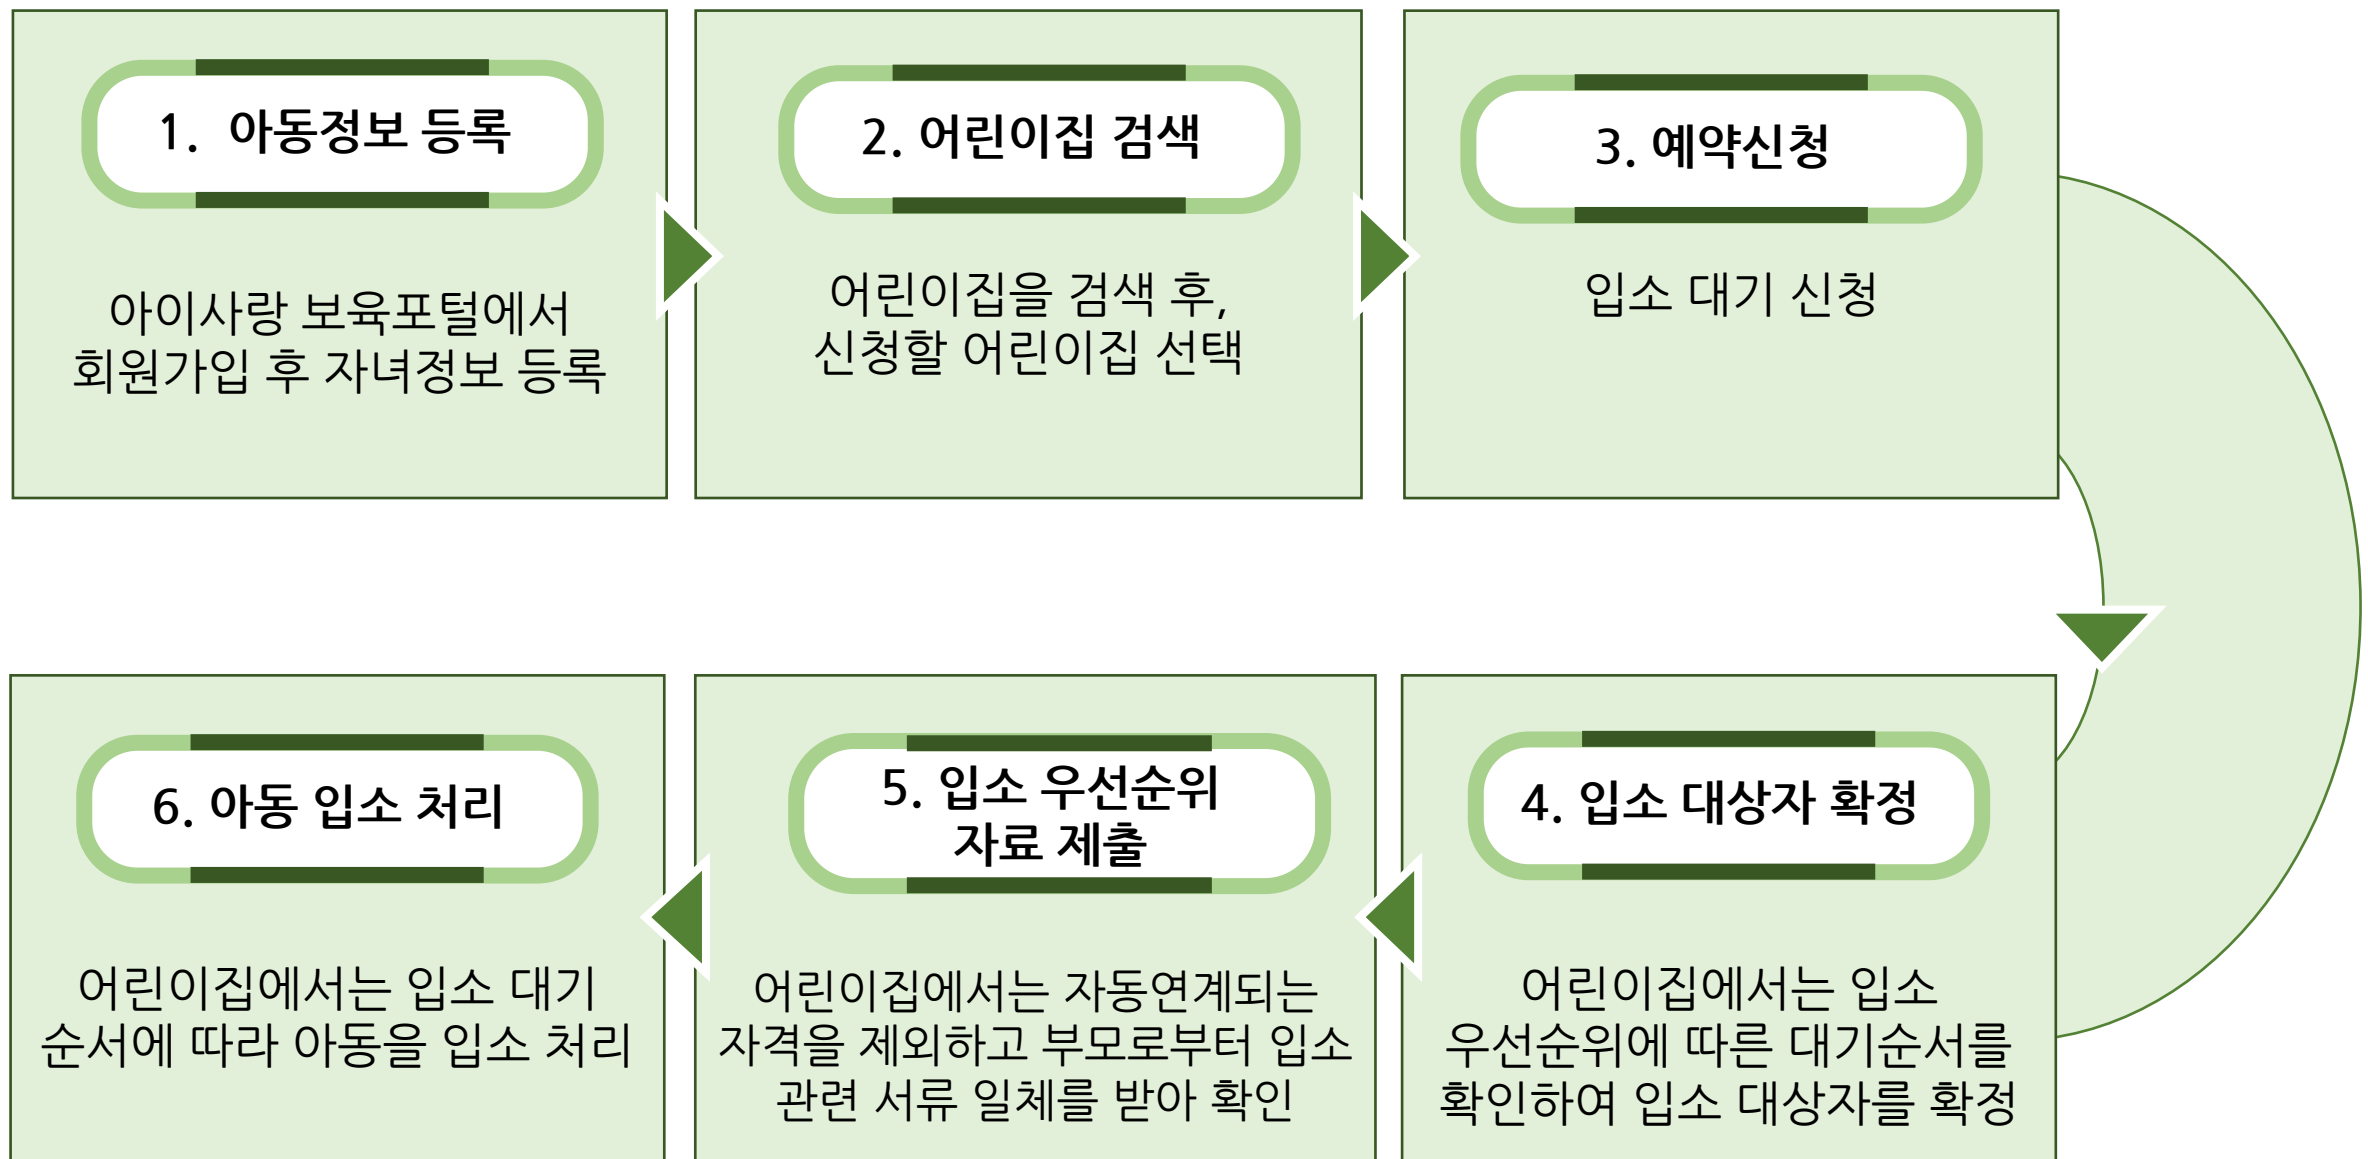 1. 아동정보 등록
아이사랑 보육포털에서
회원가입 후 자녀정보 등록
2. 어린이집 검색
어린이집을 검색 후,
신청할 어린이집 선택
3. 예약신청
입소 대기 신청
4. 입소 대상자 확정
어린이집에서는 입소
우선순위에 따른 대기순서를
확인하여 입소 대상자를 확정
5. 입소 우선순위
자료 제출
어린이집에서는 자동연계되는
자격을 제외하고 부모로부터 입소
관련 서류 일체를 받아 확인
6. 아동 입소 처리
어린이집에서는 입소 대기
순서에 따라 아동을 입소 처리